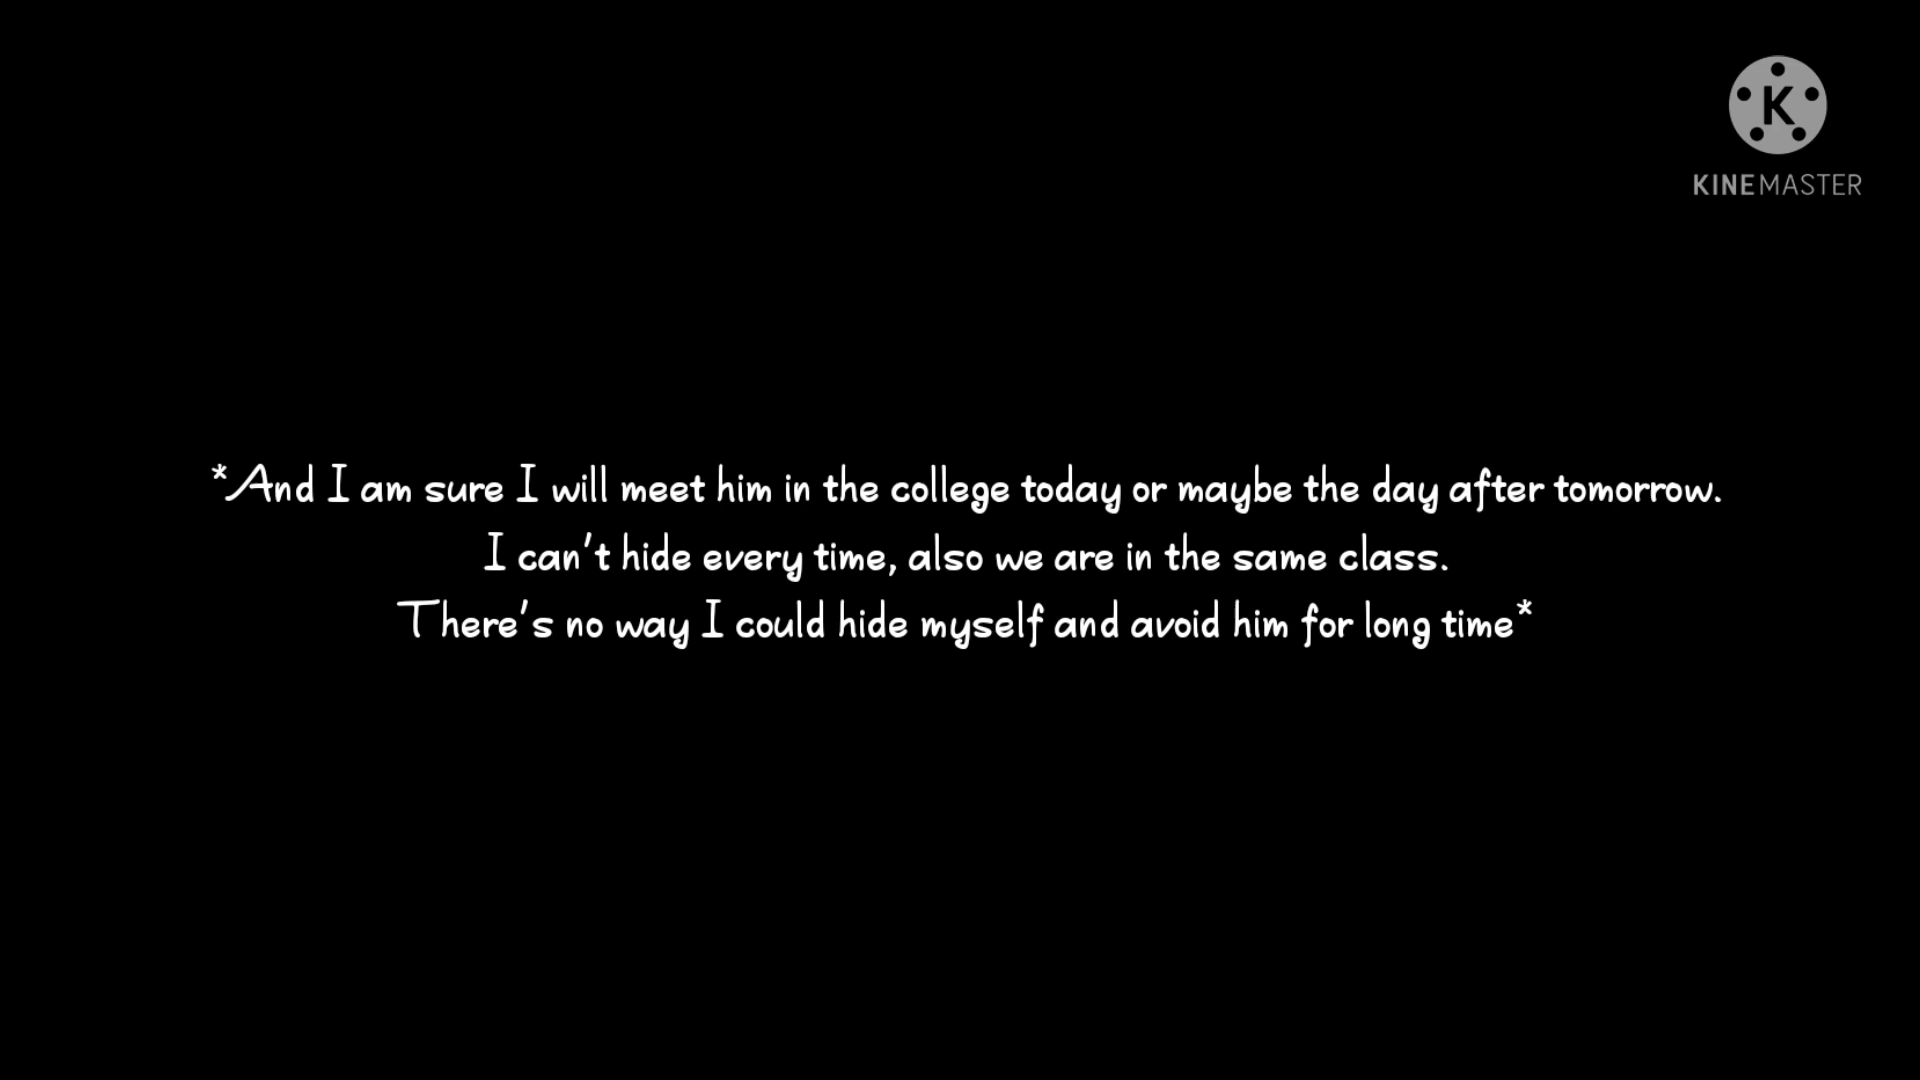 K
KINEMASTER
*And I am sure I will meet him in the college today or maybe the day after tomorrow.
I can't hide every time, also we are in the same class.
There's no way I could hide myself and avoid him for long time*